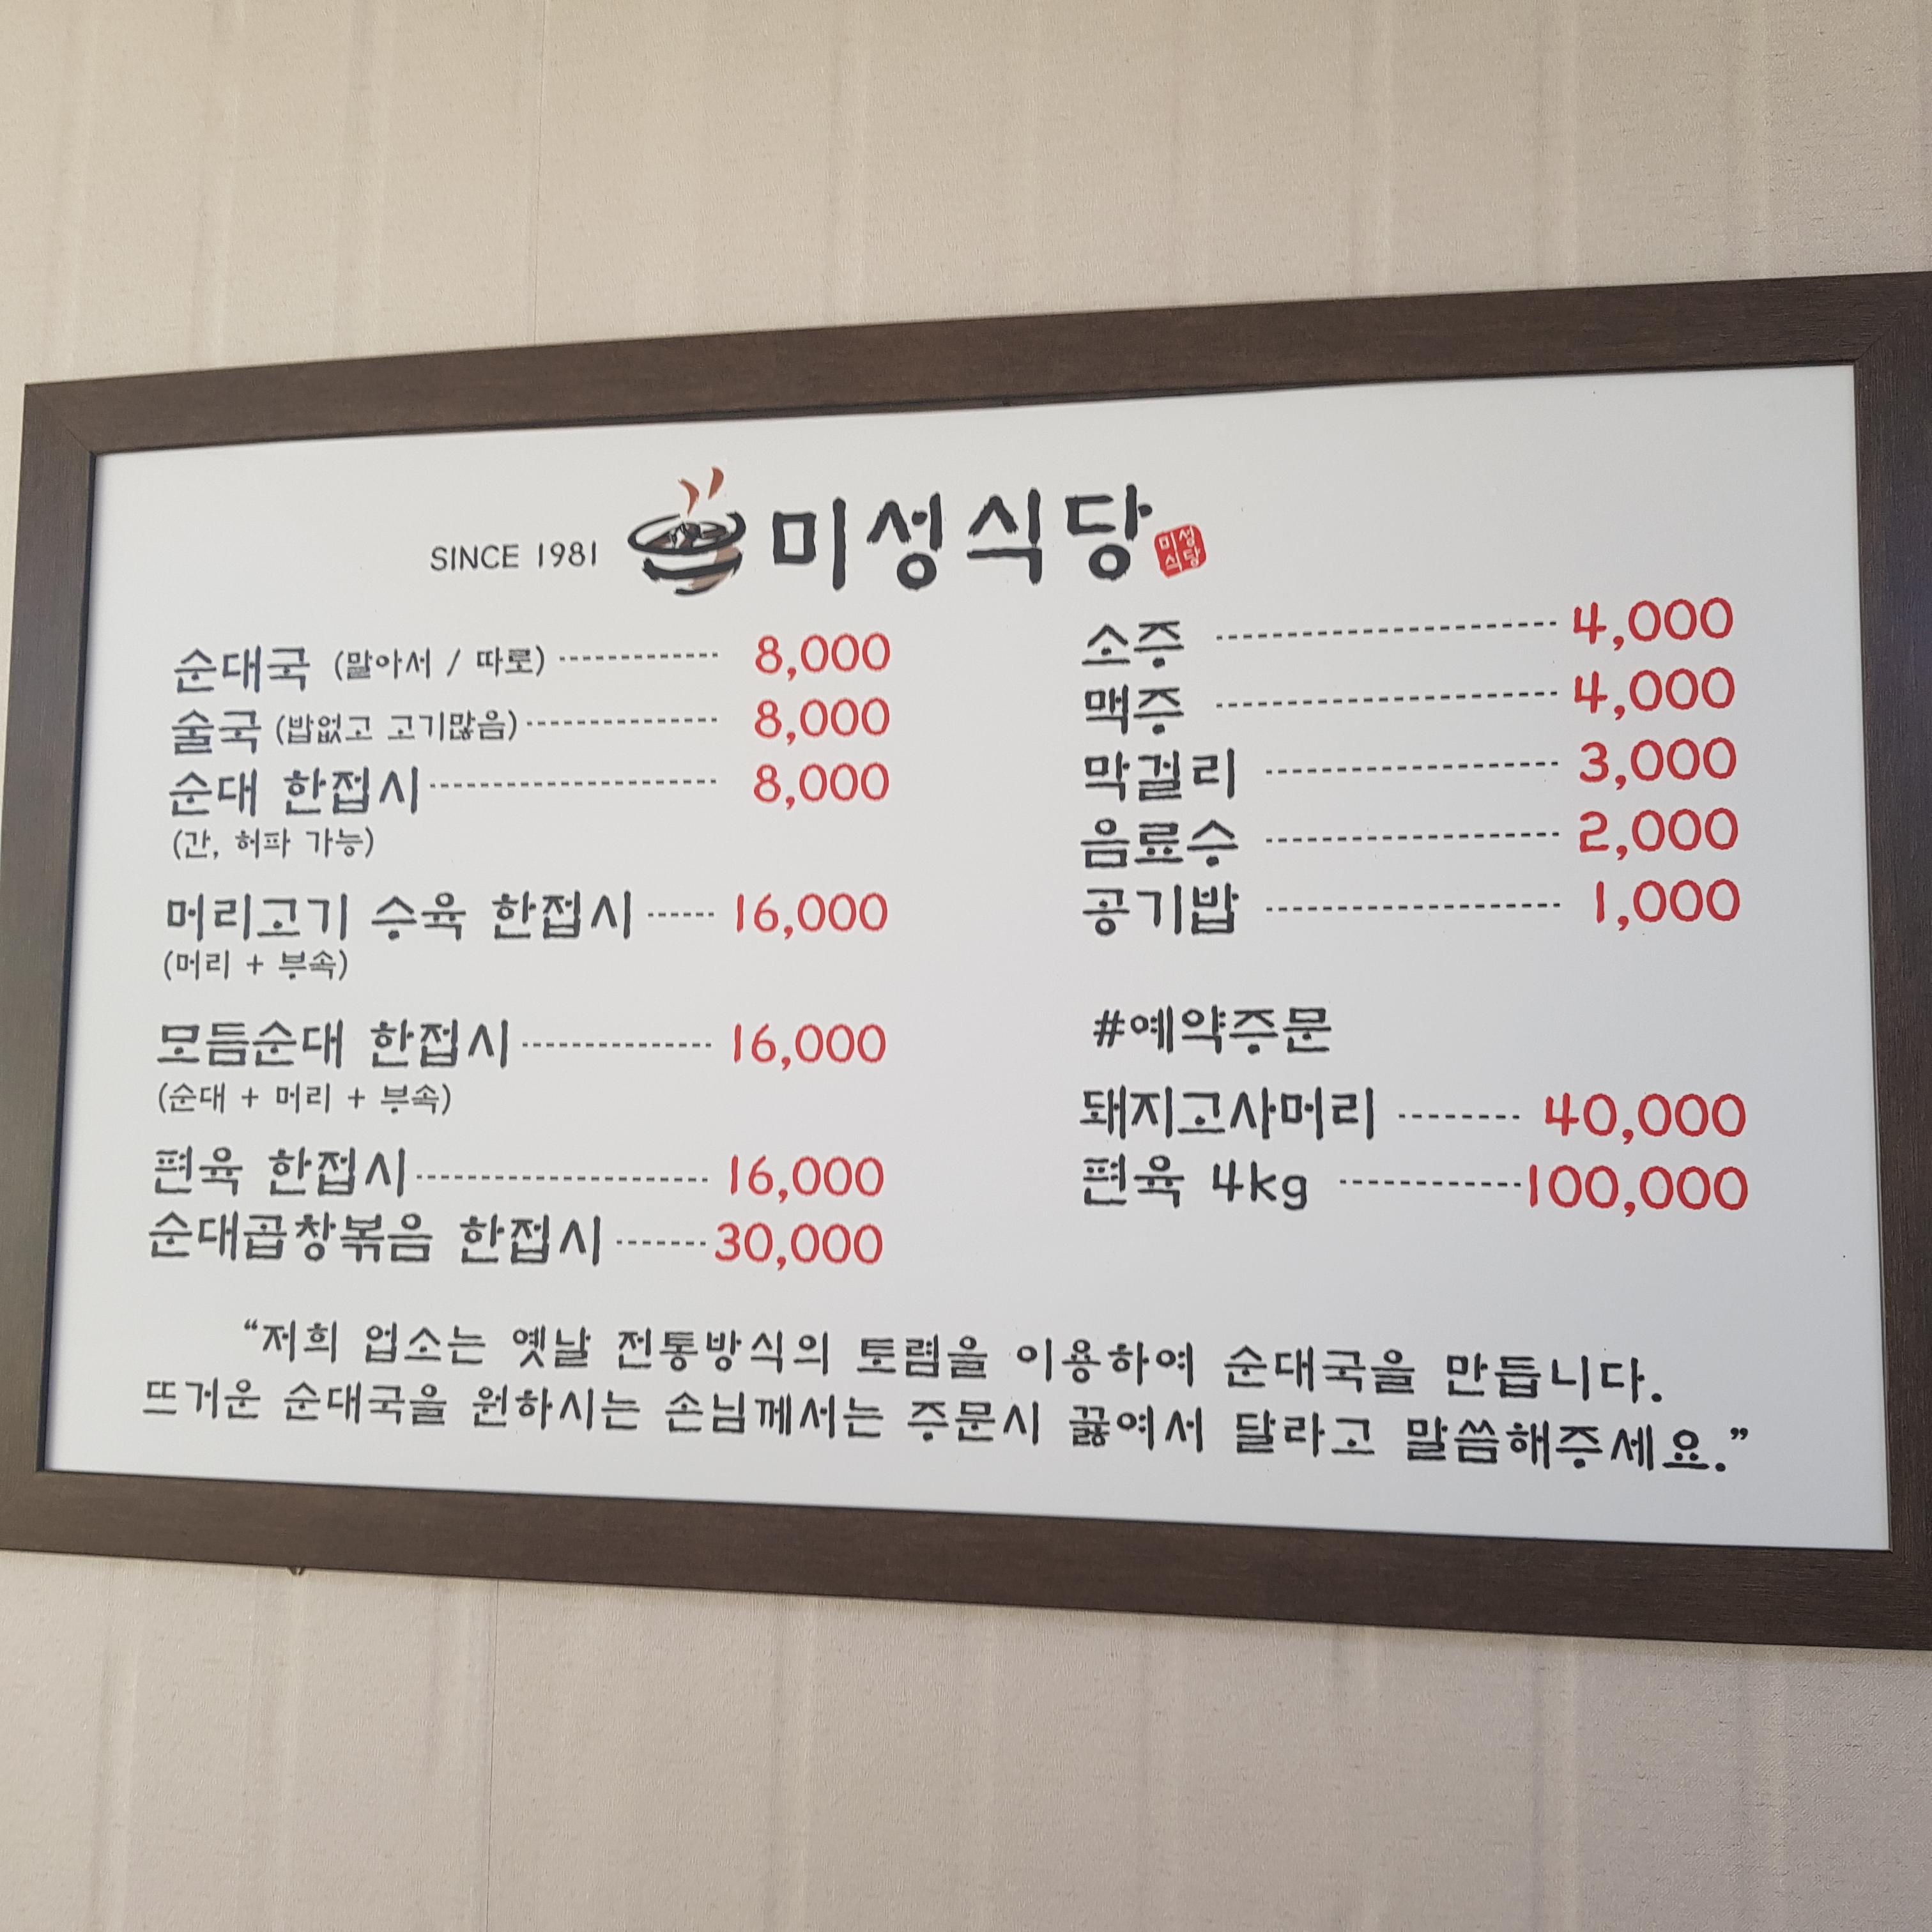 SINCE 1981 미성식당 미성식당
순대국 (말아서 / 따로) 8,000
술국 (밥없고 고기많음) 8,000
순대 한접시 8,000
(간, 허파 가능)
머리고기 수육 한접시 16,000
(머리 + 부속)
모듬순대 한접시 16,000
(순대 + 머리 + 부속)
편육 한접시 16,000
순대곱창볶음 한접시 30,000
소주 4,000
맥주 4,000
막걸리 3,000
음료수 2,000
공기밥 1,000
#예약주문
돼지고사머리 40,000
편육 4kg 100,000
“저희 업소는 옛날 전통방식의 토렴을 이용하여 순대국을 만듭니다.
뜨거운 순대국을 원하시는 손님께서는 주문시 끓여서 달라고 말씀해주세요.”